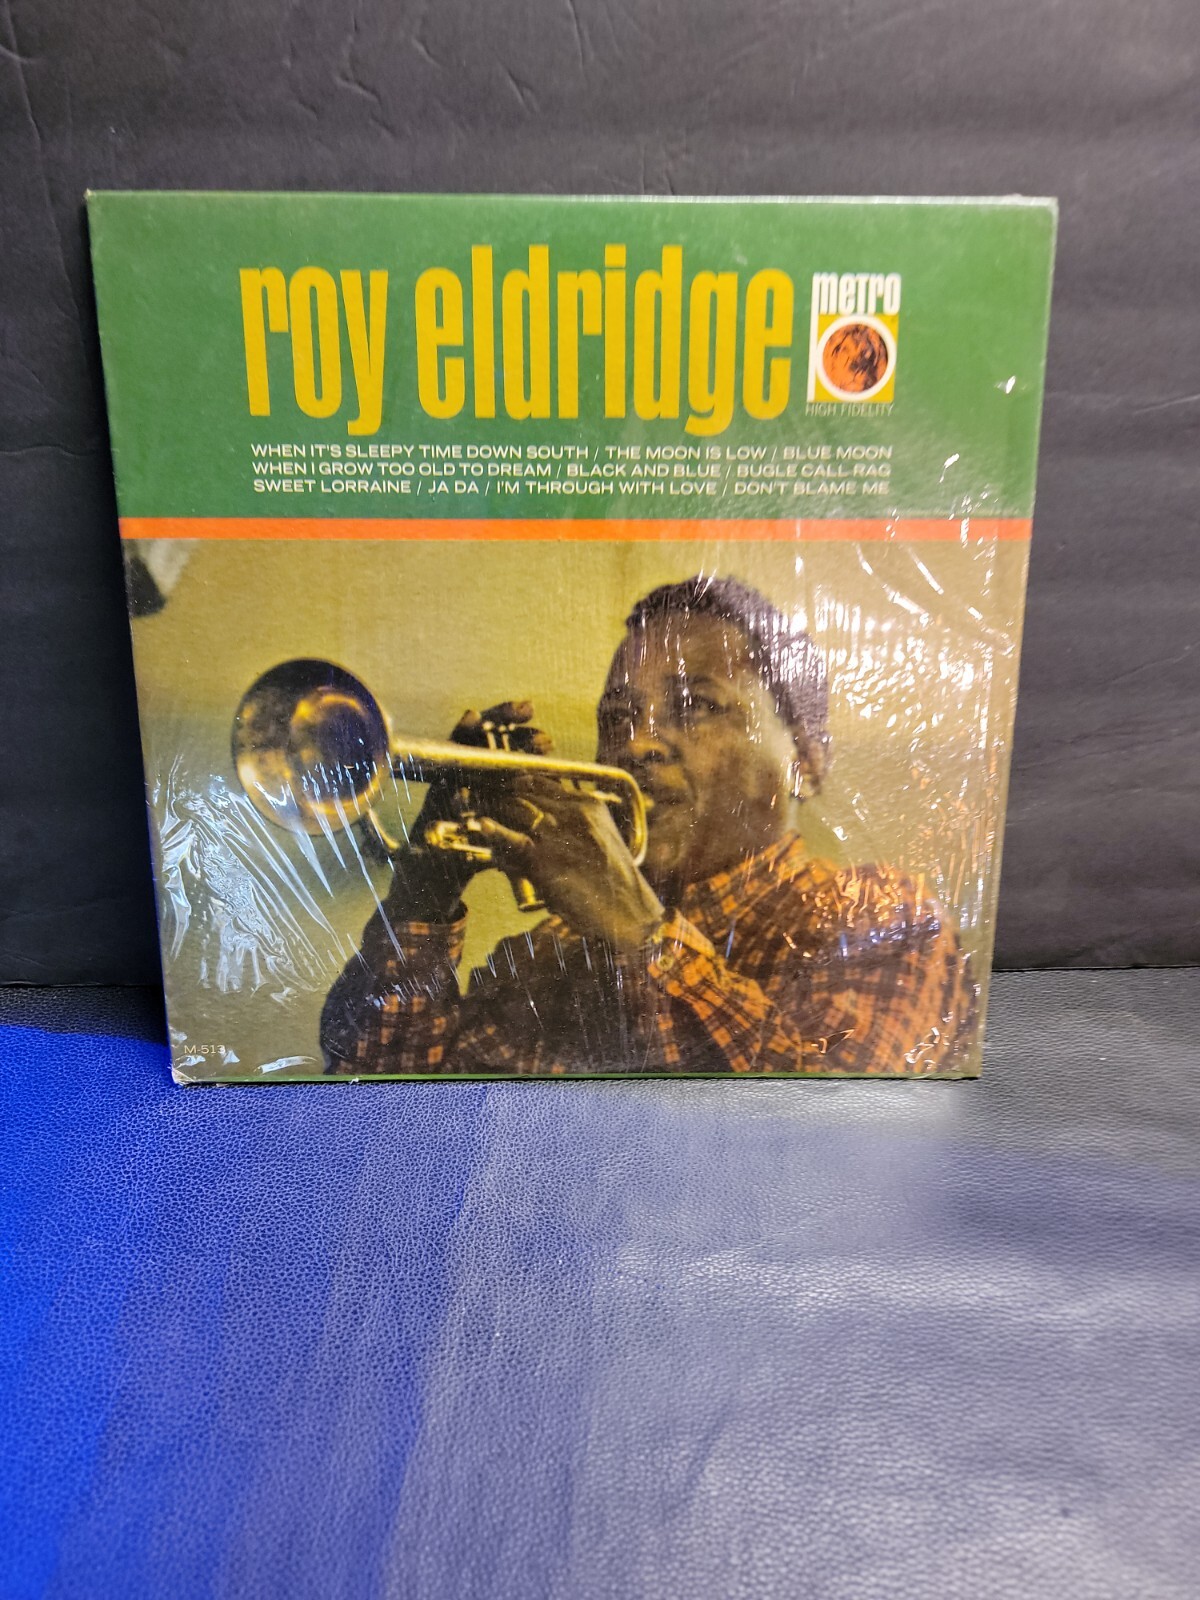 roy eldridge
metro
HIGH FIDELITY
WHEN IT'S SLEEPY TIME DOWN SOUTH / THE MOON IS LOW / BLUE MOON
WHEN I GROW TOO OLD TO DREAM / BLACK AND BLUE / BUGLE CALL RAG
SWEET LORRAINE / JA DA / I'M THROUGH WITH LOVE / DON'T BLAME ME
M-513